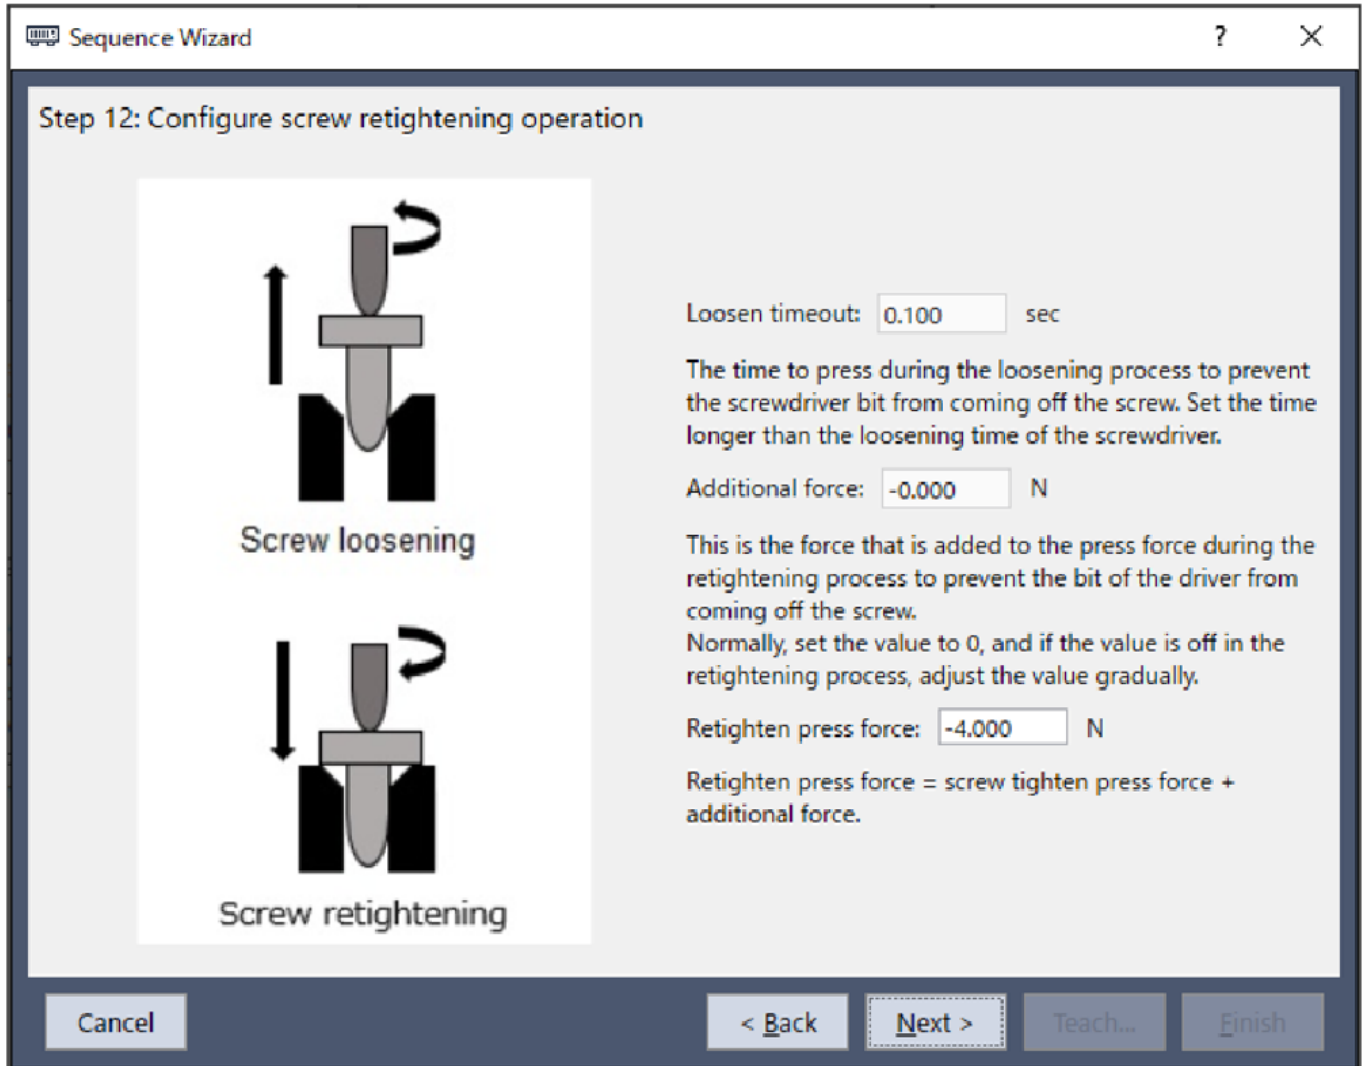 Sequence Wizard
?
Step 12: Configure screw retightening operation
Screw loosening
Screw retightening
Loosen timeout: 0.100 sec
The time to press during the loosening process to prevent
the screwdriver bit from coming off the screw. Set the time
longer than the loosening time of the screwdriver.
Additional force: -0.000 N
This is the force that is added to the press force during the
retightening process to prevent the bit of the driver from
coming off the screw.
Normally, set the value to 0, and if the value is off in the
retightening process, adjust the value gradually.
Retighten press force: -4.000 N
Retighten press force = screw tighten press force +
additional force.
Cancel
< Back
Next >
Teach...
Finish